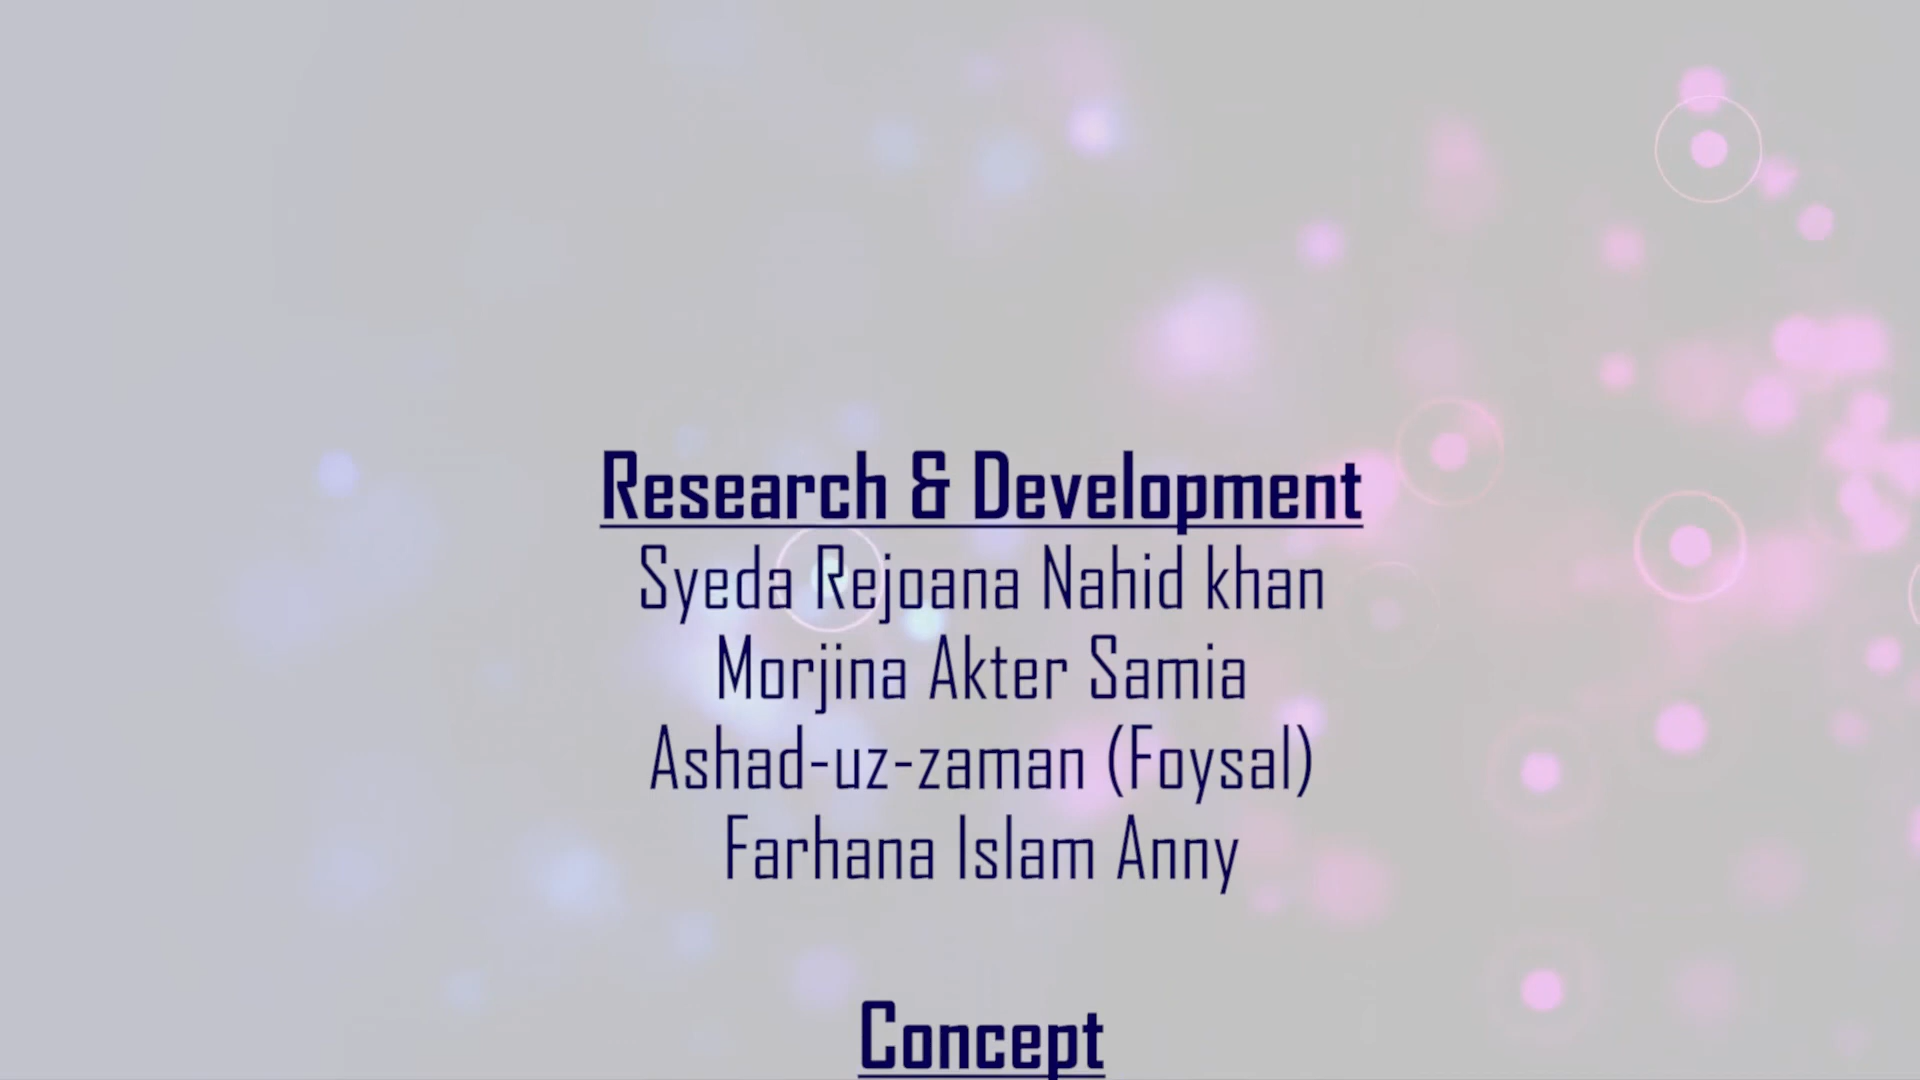 Research & Development
Syeda Rejoana Nahid khan
Morjina Akter Samia
Ashad-uz-zaman (Foysal)
Farhana Islam Anny
Concept